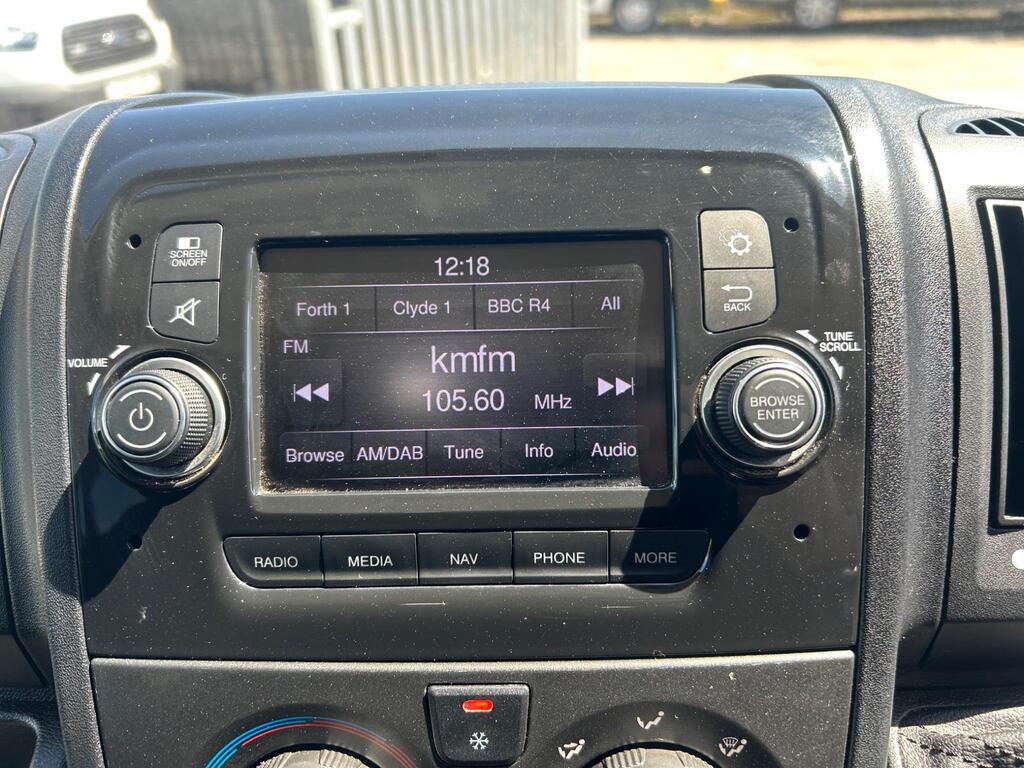 SCREEN
ON/OFF
12:18
BACK
Forth 1 Clyde 1 BBC R4 All
VOLUME
TUNE
SCROLL
FM
kmfm
105.60 MHz
BROWSE
ENTER
Browse AM/DAB Tune Info Audio
RADIO MEDIA NAV PHONE MORE